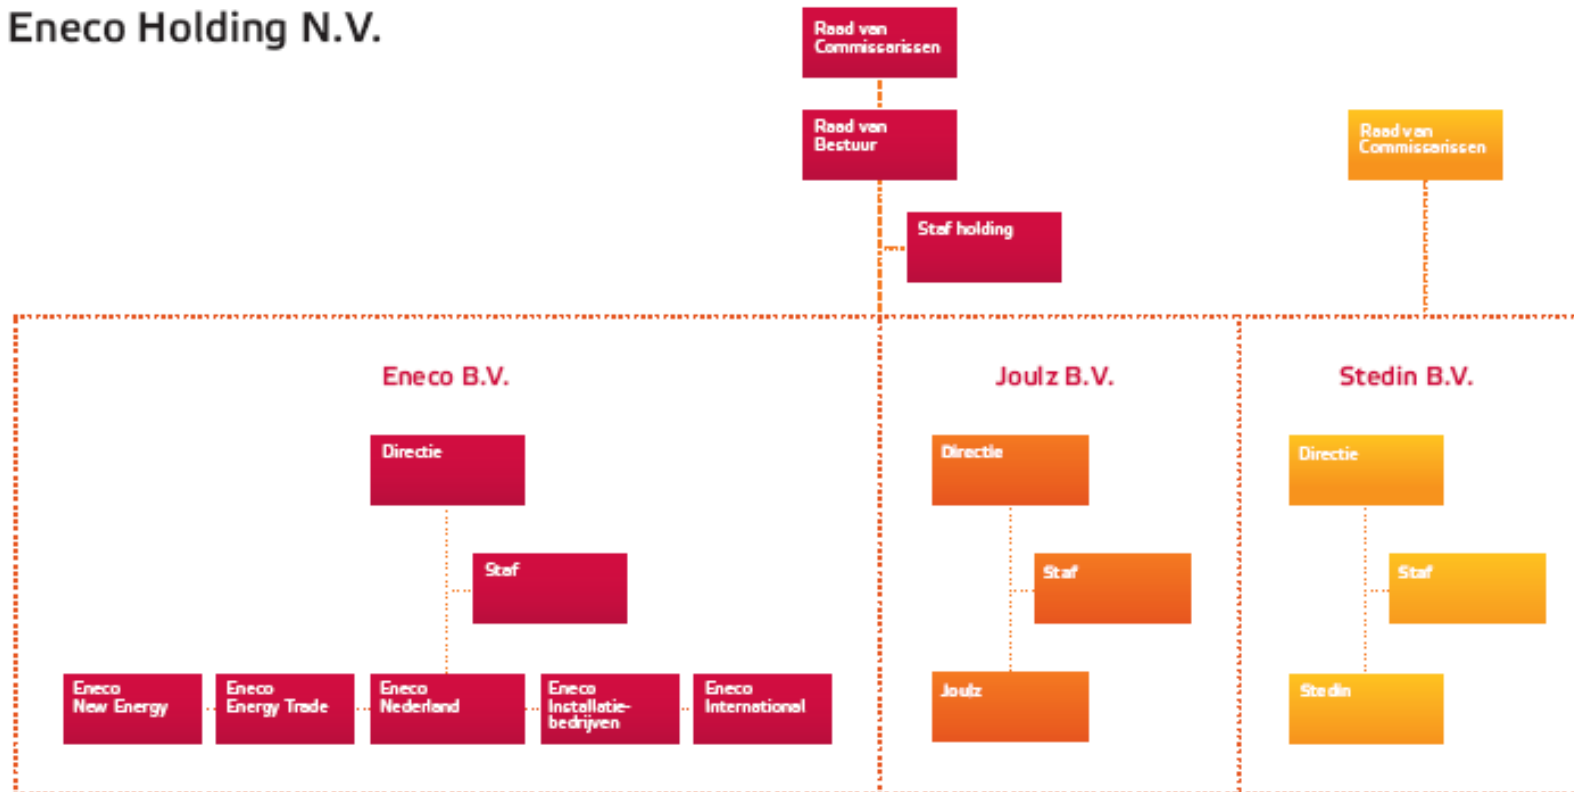 Eneco Holding N.V.
Raad van
Commissarissen
Raad van
Bestuur
Raad van
Commissarissen
Staf holding
Eneco B.V.
Joulz B.V.
Stedin B.V.
Directie
Directie
Directie
Staf
Staf
Staf
Eneco
New Energy
Eneco
Energy Trade
Eneco
Nederland
Eneco
Installatie-
bedrijven
Eneco
International
Joulz
Stedin